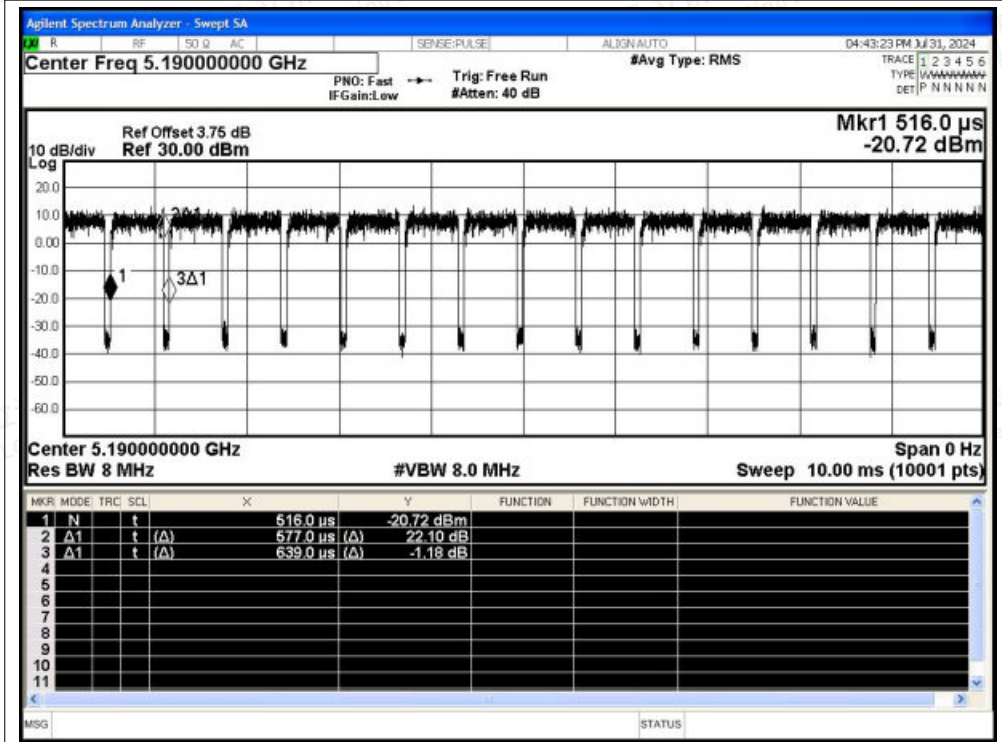 Agilent Spectrum Analyzer - Swept SA
LXI R RF 50 Ω AC SENSE:PULSE ALIGN AUTO 04:43:23 PM Jul 31, 2024
Center Freq 5.190000000 GHz #Avg Type: RMS TRACE 1 2 3 4 5 6
PNO: Fast Trig: Free Run TYPE WWWWWW
IFGain:Low #Atten: 40 dB DET P N N N N N
Mkr1 516.0 µs
Ref Offset 3.75 dB
10 dB/div Ref 30.00 dBm -20.72 dBm
Log
20.0
10.0
2Δ1
0.00
-10.0
1
3Δ1
-20.0
-30.0
-40.0
-50.0
-60.0
Center 5.190000000 GHz Span 0 Hz
Res BW 8 MHz #VBW 8.0 MHz Sweep 10.00 ms (10001 pts)
MKR MODE TRC SCL X Y FUNCTION FUNCTION WIDTH FUNCTION VALUE
1 N t 516.0 µs -20.72 dBm
2 Δ1 t (Δ) 577.0 µs (Δ) 22.10 dB
3 Δ1 t (Δ) 639.0 µs (Δ) -1.18 dB
4
5
6
7
8
9
10
11
MSG STATUS